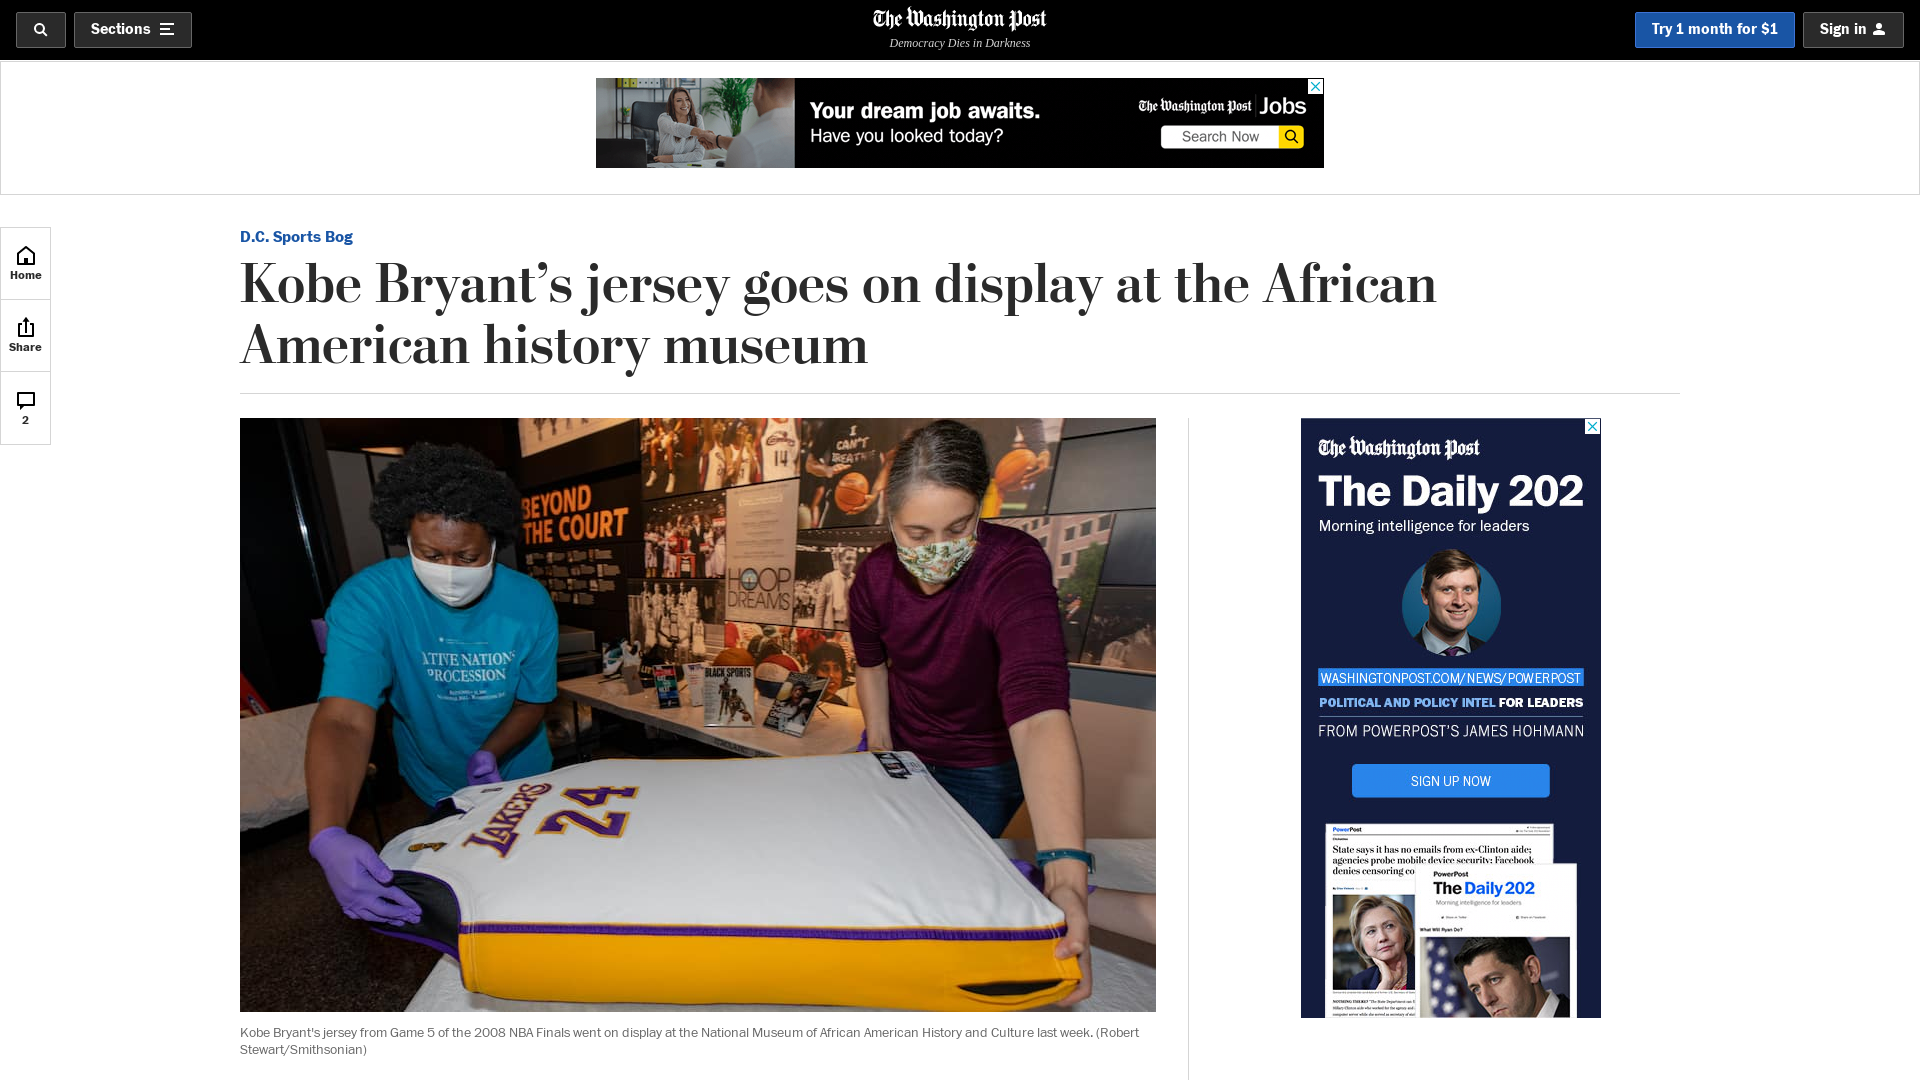 Sections
The Washington Post
Democracy Dies in Darkness
Try 1 month for $1
Sign in
Your dream job awaits.
Have you looked today?
The Washington Post Jobs
Search Now
Home
Share
2
D.C. Sports Bog
Kobe Bryant’s jersey goes on display at the African
American history museum
BEYOND
THE COURT
14
I CAN'T
BREATHE
HOOP
DREAMS
BLACK SPORTS
PROCESSION
LAKERS
24
Kobe Bryant's jersey from Game 5 of the 2008 NBA Finals went on display at the National Museum of African American History and Culture last week. (Robert
Stewart/Smithsonian)
The Washington Post
The Daily 202
Morning intelligence for leaders
WASHINGTONPOST.COM/NEWS/POWERPOST
POLITICAL AND POLICY INTEL FOR LEADERS
FROM POWERPOST'S JAMES HOHMANN
SIGN UP NOW
PowerPost
State says it has no emails from ex-Clinton aide;
agencies probe mobile device security; Facebook
denies censoring co
PowerPost
The Daily 202
Morning intelligence for leaders
What Will Ryan Do?